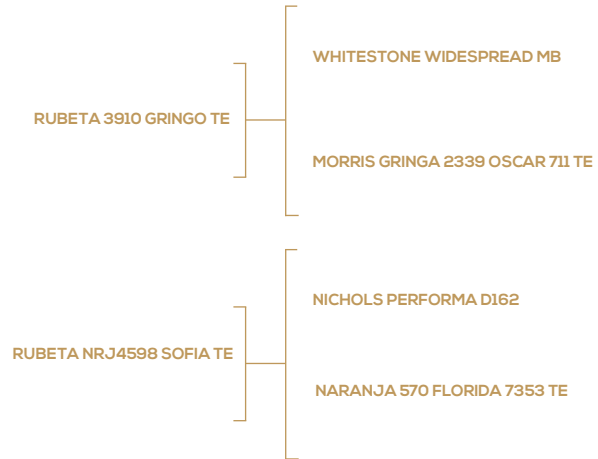 WHITESTONE WIDESPREAD MB
RUBETA 3910 GRINGO TE
MORRIS GRINGA 2339 OSCAR 711 TE
NICHOLS PERFORMA D162
RUBETA NRJ4598 SOFIA TE
NARANJA 570 FLORIDA 7353 TE